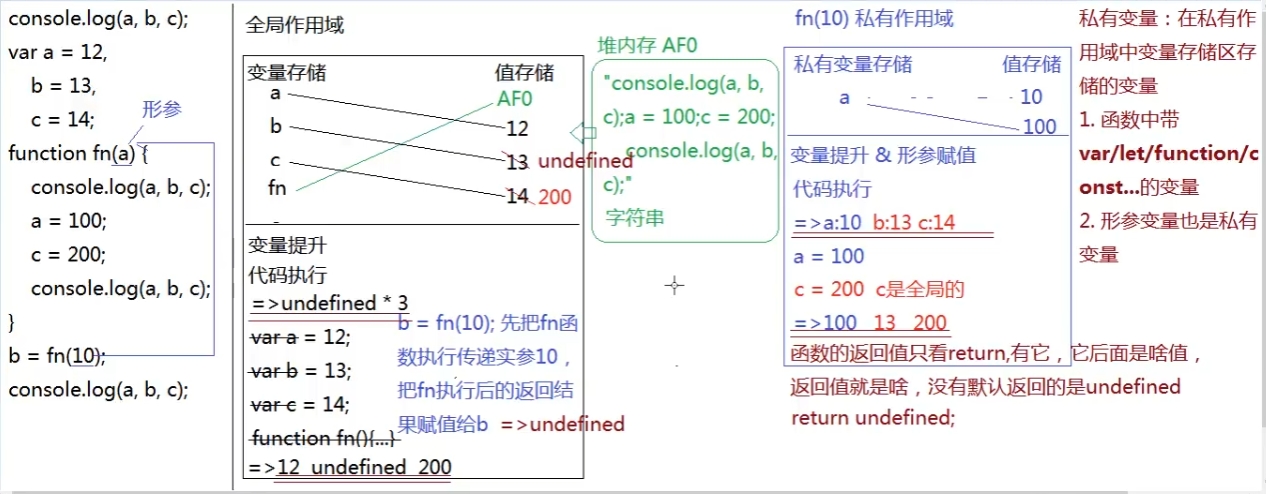 console.log(a, b, c);
var a = 12,
b = 13,
c = 14;
形参
function fn(a) {
console.log(a, b, c);
a = 100;
c = 200;
console.log(a, b, c);
}
b = fn(10);
console.log(a, b, c);
全局作用域
变量存储 值存储
a AF0
b 12
c 13 undefined
fn 14 200
变量提升
代码执行
=>undefined * 3
var a = 12;
var b = 13;
var c = 14;
function fn(){...}
=>12 undefined 200
b = fn(10); 先把fn函
数执行传递实参10，
把fn执行后的返回结
果赋值给b =>undefined
堆内存 AF0
"console.log(a, b,
c);a = 100;c = 200;
console.log(a, b,
c);"
字符串
fn(10) 私有作用域
私有变量存储 值存储
a 10
100
变量提升 & 形参赋值
代码执行
=>a:10 b:13 c:14
a = 100
c = 200 c是全局的
=>100 13 200
函数的返回值只看return,有它，它后面是啥值，
返回值就是啥，没有默认返回的是undefined
return undefined;
私有变量：在私有作
用域中变量存储区存
储的变量
1. 函数中带
var/let/function/c
onst...的变量
2. 形参变量也是私有
变量